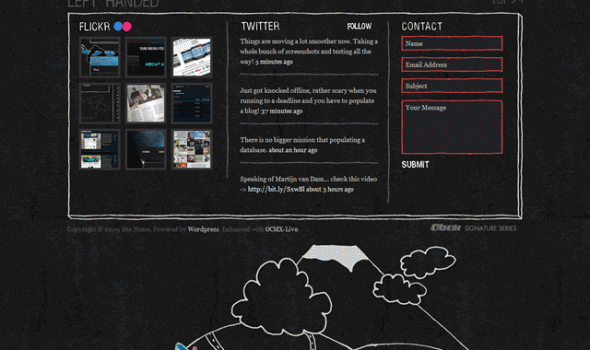 LEFT HANDED
FLICKR
TWITTER
FOLLOW
CONTACT
Things are moving a lot smoother now. Taking a
whole bunch of screenshots and testing all the
way! 5 minutes ago
Just got knocked offline, rather scary when you
running to a deadline and you have to populate
a blog! 37 minutes ago
There is no bigger mission that populating a
database. about an hour ago
Speaking of Martijn van Dam... check this video
-> http://bit.ly/SxwBl about 3 hours ago
Name
Email Address
Subject
Your Message
SUBMIT
Copyright © 2009 Site Name. Powered by Wordpress. Enhanced with OCMX-Live
Obox SIGNATURE SERIES